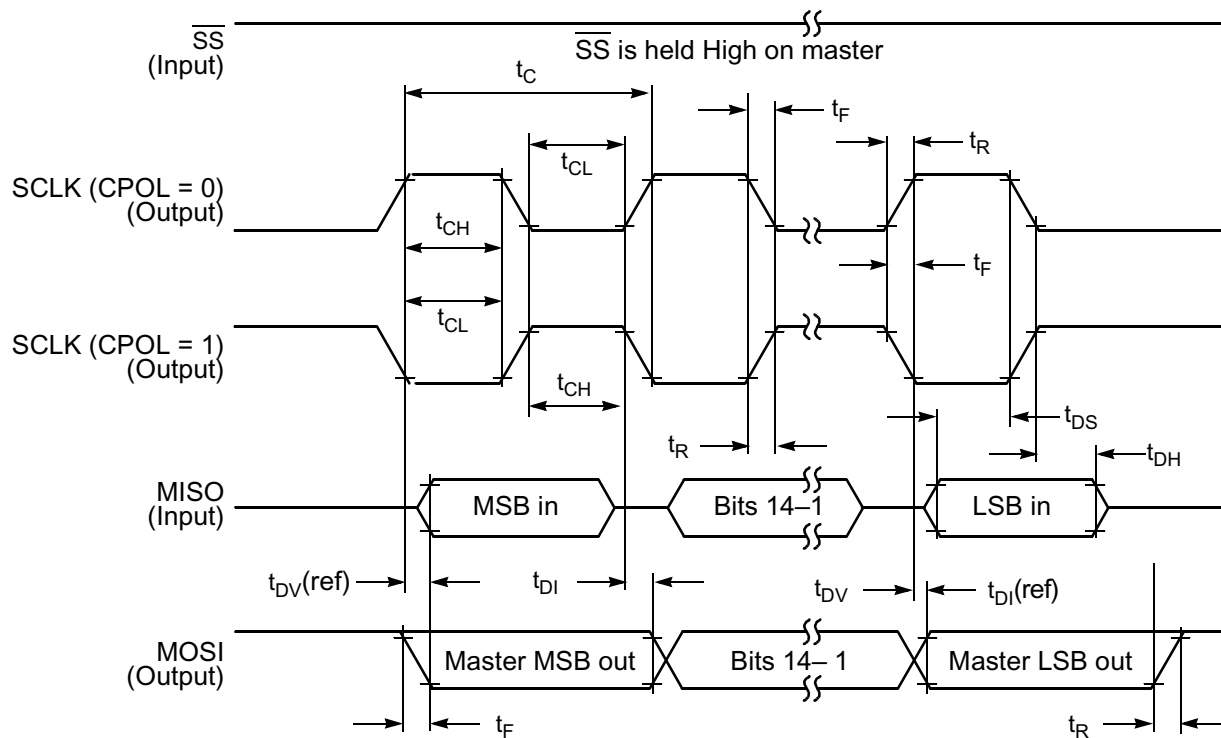 SS
(Input)
SS is held High on master
tC
tF
tR
tCL
SCLK (CPOL = 0)
(Output)
tCH
tF
tCL
SCLK (CPOL = 1)
(Output)
tCH
tDS
tR
tDH
MISO
(Input)
MSB in
Bits 14–1
LSB in
tDV(ref)
tDI
tDV
tDI(ref)
MOSI
(Output)
Master MSB out
Bits 14– 1
Master LSB out
tF
tR